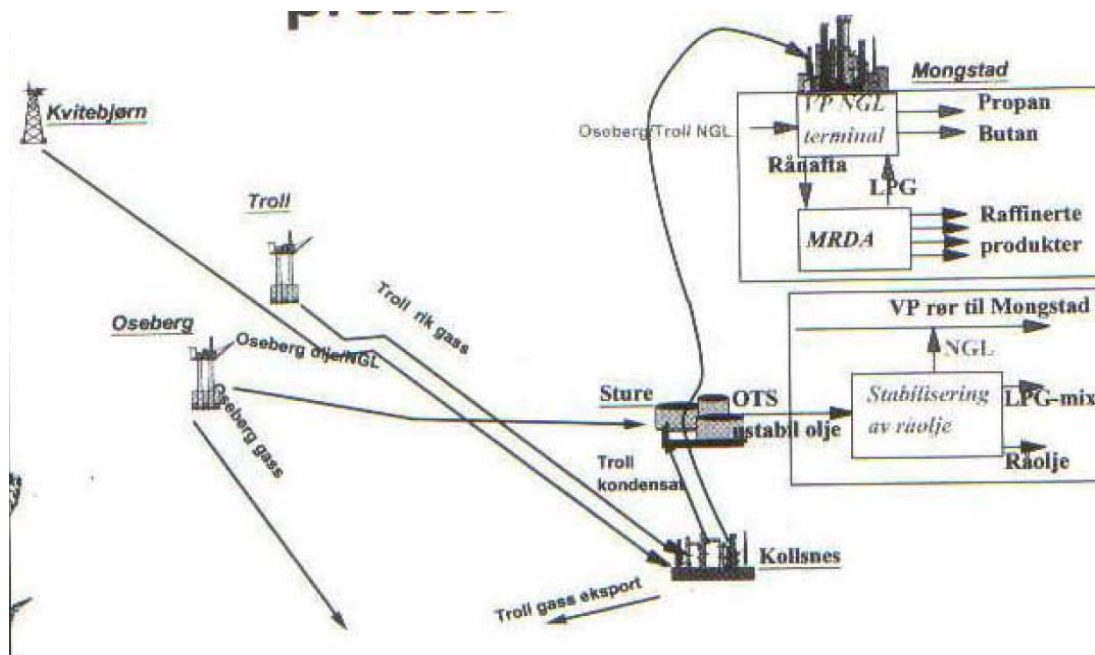 prosess
Kvitebjørn
Mongstad
VP NGL
terminal
Propan
Butan
Oseberg/Troll NGL
Rånafta
LPG
Troll
MRDA
Raffinerte
produkter
Troll rik gass
VP rør til Mongstad
Oseberg
Oseberg olje/NGL
NGL
Oseberg gass
Sture
OTS
ustabil olje
Stabilisering
av råolje
LPG-mix
Råolje
Troll
kondensat
Kollsnes
Troll gass eksport